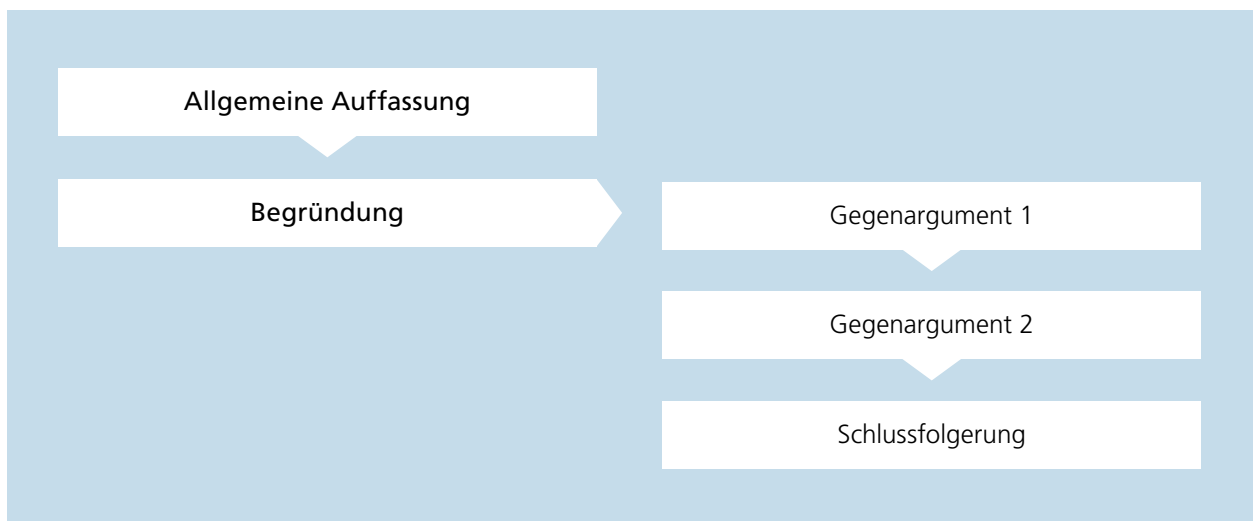 Allgemeine Auffassung
Begründung
Gegenargument 1
Gegenargument 2
Schlussfolgerung